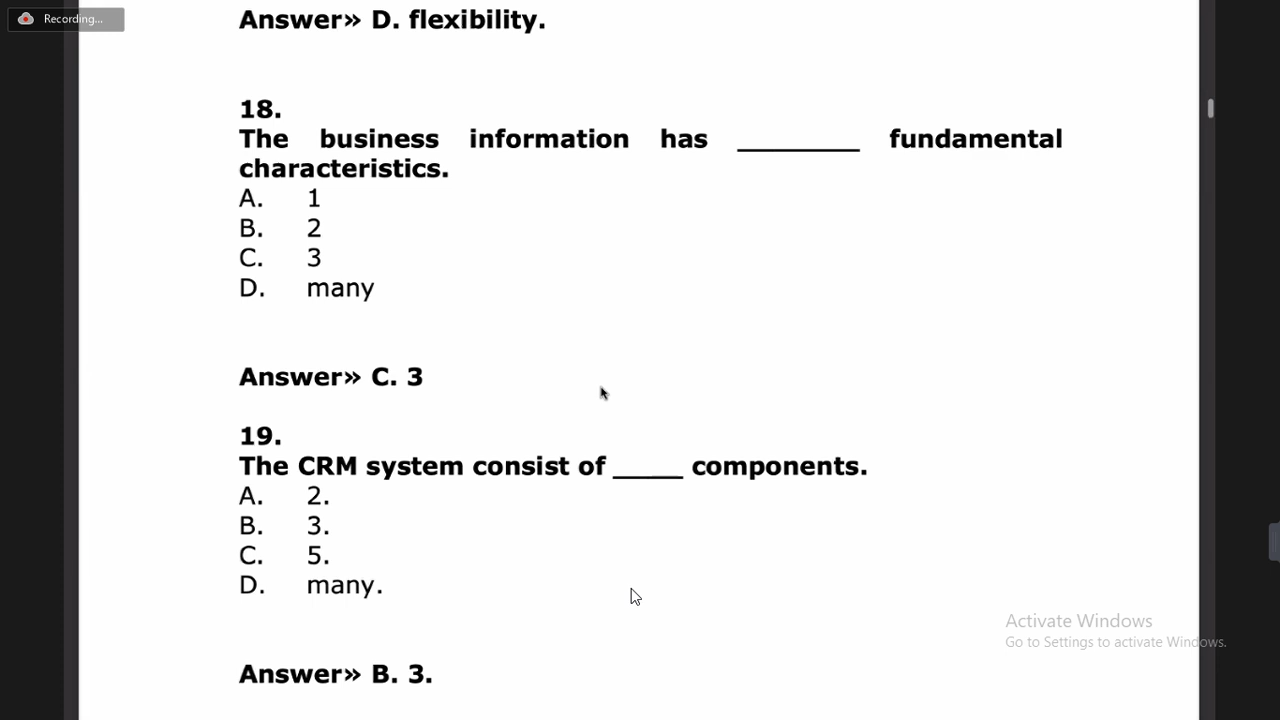 Recording...
Answer» D. flexibility.
18.
The business information has _________ fundamental
characteristics.
A. 1
B. 2
C. 3
D. many
Answer» C. 3
19.
The CRM system consist of _____ components.
A. 2.
B. 3.
C. 5.
D. many.
Activate Windows
Go to Settings to activate Windows.
Answer» B. 3.